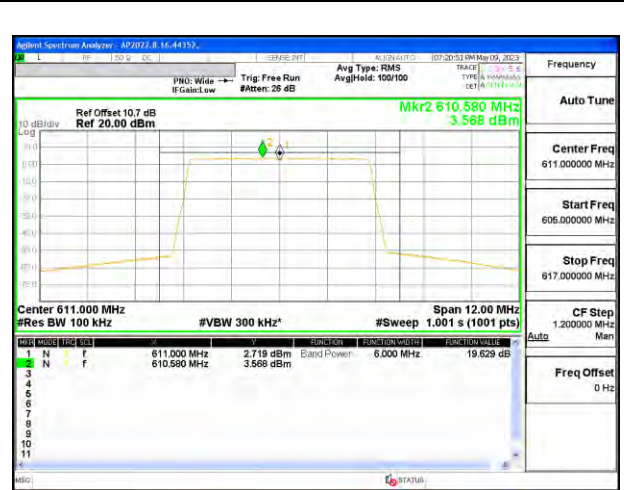 Agilent Spectrum Analyzer - AP2022.8.16.44352,
L RF 50 Ω DC SENSE:INT ALIGN AUTO 07:20:51 PM May 09, 2023
PNO: Wide Trig: Free Run Avg Type: RMS TRACE
IFGain:Low #Atten: 26 dB Avg|Hold: 100/100 TYPE
DET
Frequency
Auto Tune
Center Freq
611.000000 MHz
Start Freq
605.000000 MHz
Stop Freq
617.000000 MHz
CF Step
1.200000 MHz
Auto Man
Freq Offset
0 Hz
Mkr2 610.580 MHz
3.568 dBm
Ref Offset 10.7 dB
10 dB/div Ref 20.00 dBm
Log
2 1
Center 611.000 MHz Span 12.00 MHz
#Res BW 100 kHz #VBW 300 kHz* #Sweep 1.001 s (1001 pts)
MKR MODE TRC SCL X Y FUNCTION FUNCTION WIDTH FUNCTION VALUE
1 N f 611.000 MHz 2.719 dBm Band Power 6.000 MHz 19.629 dB
2 N f 610.580 MHz 3.568 dBm
3
4
5
6
7
8
9
10
11
MSG STATUS